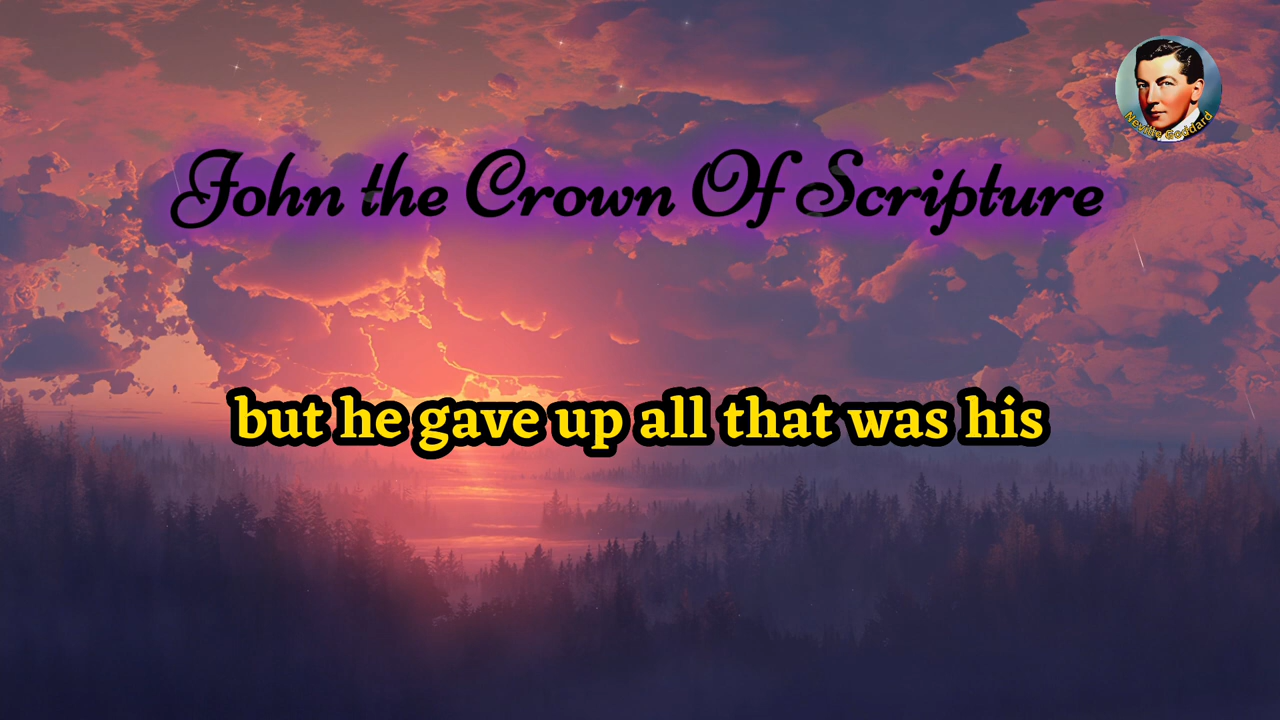 Neville Goddard
John the Crown Of Scripture
but he gave up all that was his